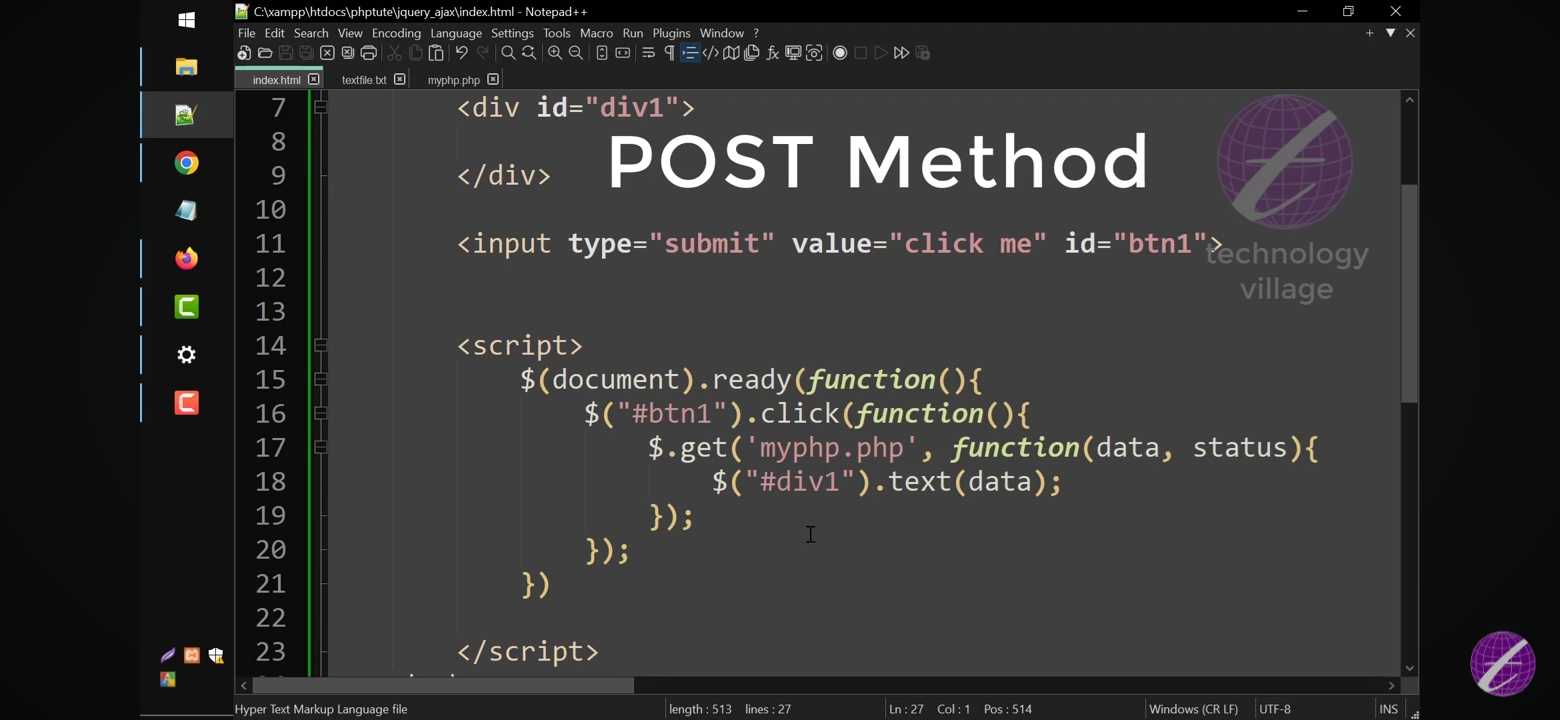 C:\xampp\htdocs\phptute\jquery_ajax\index.html - Notepad++
File Edit Search View Encoding Language Settings Tools Macro Run Plugins Window ?
index.html textfile.txt myphp.php
7 <div id="div1">
POST Method
8
9 </div>
10
11 <input type="submit" value="click me" id="btn1">
technology
village
12
13
14 <script>
15 $(document).ready(function(){
16 $("#btn1").click(function(){
17 $.get('myphp.php', function(data, status){
18 $("#div1").text(data);
19 });
20 });
21 })
22
23 </script>
Hyper Text Markup Language file length : 513 lines : 27 Ln : 27 Col : 1 Pos : 514 Windows (CR LF) UTF-8 INS